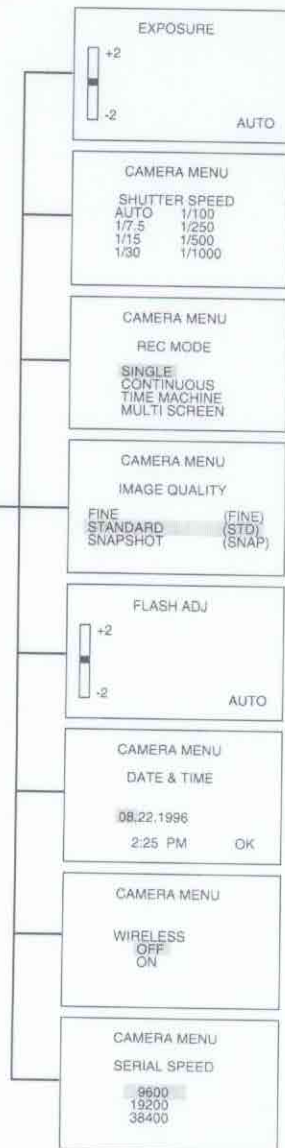 EXPOSURE
+2
-2
AUTO
CAMERA MENU
SHUTTER SPEED
AUTO 1/100
1/7.5 1/250
1/15 1/500
1/30 1/1000
CAMERA MENU
REC MODE
SINGLE
CONTINUOUS
TIME MACHINE
MULTI SCREEN
CAMERA MENU
IMAGE QUALITY
FINE (FINE)
STANDARD (STD)
SNAPSHOT (SNAP)
FLASH ADJ
+2
-2
AUTO
CAMERA MENU
DATE & TIME
08.22.1996
2:25 PM OK
CAMERA MENU
WIRELESS
OFF
ON
CAMERA MENU
SERIAL SPEED
9600
19200
38400